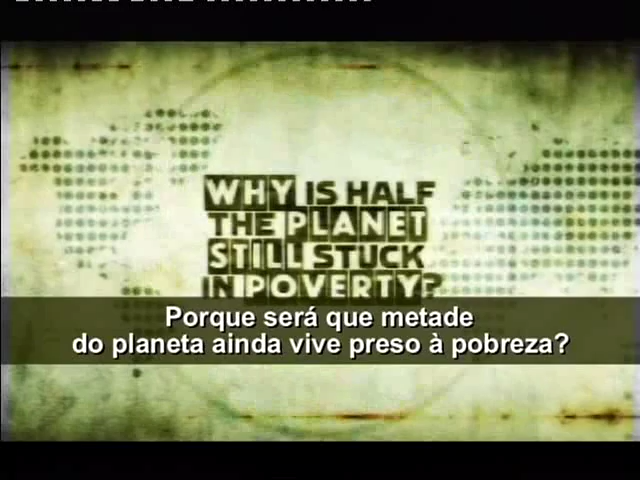 WHY IS HALF
THE PLANET
STILL STUCK
IN POVERTY?
Porque será que metade
do planeta ainda vive preso à pobreza?